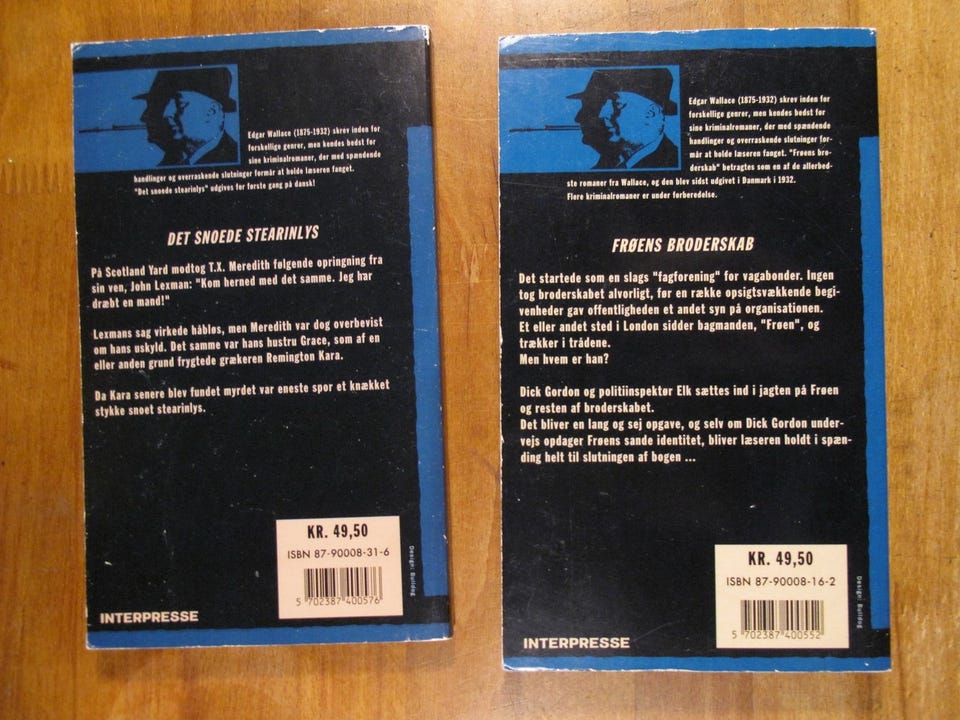 Edgar Wallace (1875-1932) skrev inden for
forskellige genrer, men kendes bedst for
sine kriminalromaner, der med spændende
handlinger og overraskende slutninger formår at holde læseren fanget.
"Det snoede stearinlys" udgives for første gang på dansk!
DET SNOEDE STEARINLYS
På Scotland Yard modtog T.X. Meredith følgende opringning fra
sin ven, John Lexman: "Kom herned med det samme. Jeg har
dræbt en mand!"
Lexmans sag virkede håbløs, men Meredith var dog overbevist
om hans uskyld. Det samme var hans hustru Grace, som af en
eller anden grund frygtede grækeren Remington Kara.
Da Kara senere blev fundet myrdet var eneste spor et knækket
stykke snoet stearinlys.
KR. 49,50
ISBN 87-90008-31-6
5 702387 400576
Design: Bulldog
INTERPRESSE
Edgar Wallace (1875-1932) skrev inden for
forskellige genrer, men kendes bedst for
sine kriminalromaner, der med spændende
handlinger og overraskende slutninger for-
mår at holde læseren fanget. "Frøens bro-
derskab" betragtes som en af de allerbed-
ste romaner fra Wallace, og den blev sidst udgivet i Danmark i 1932.
Flere kriminalromaner er under forberedelse.
FRØENS BRODERSKAB
Det startede som en slags "fagforening" for vagabonder. Ingen
tog broderskabet alvorligt, før en række opsigtsvækkende begi-
venheder gav offentligheden et andet syn på organisationen.
Et eller andet sted i London sidder bagmanden, "Frøen", og
trækker i trådene.
Men hvem er han?
Dick Gordon og politiinspektør Elk sættes ind i jagten på Frøen
og resten af broderskabet.
Det bliver en lang og sej opgave, og selv om Dick Gordon under-
vejs opdager Frøens sande identitet, bliver læseren holdt i spæn-
ding helt til slutningen af bogen ...
KR. 49,50
ISBN 87-90008-16-2
5 702387 400552
Design: Bulldog
INTERPRESSE